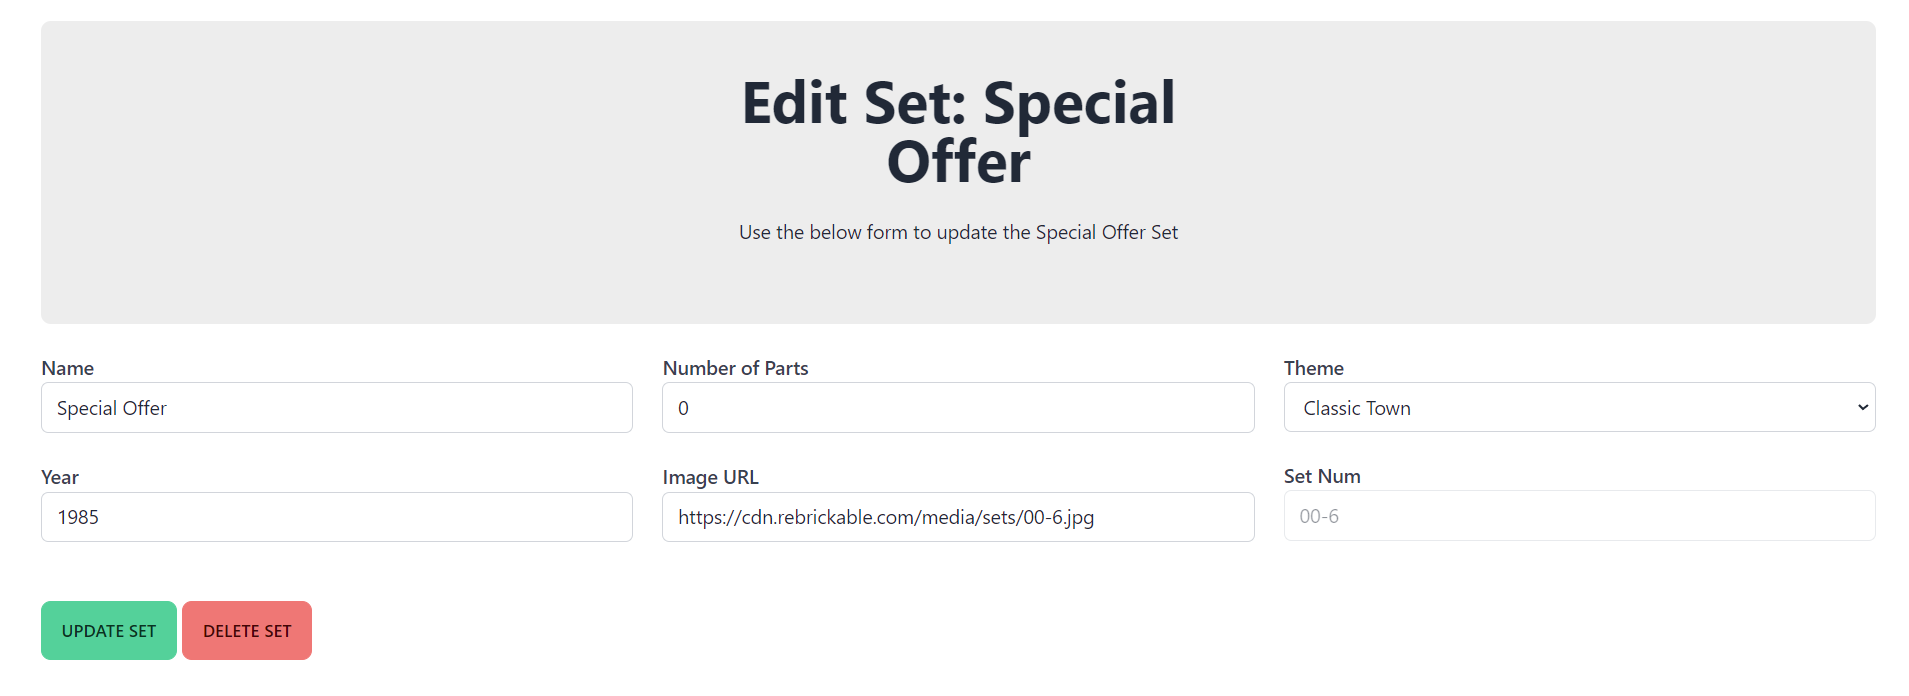 Edit Set: Special
Offer
Use the below form to update the Special Offer Set
Name
Special Offer
Number of Parts
0
Theme
Classic Town
Year
1985
Image URL
https://cdn.rebrickable.com/media/sets/00-6.jpg
Set Num
00-6
UPDATE SET
DELETE SET